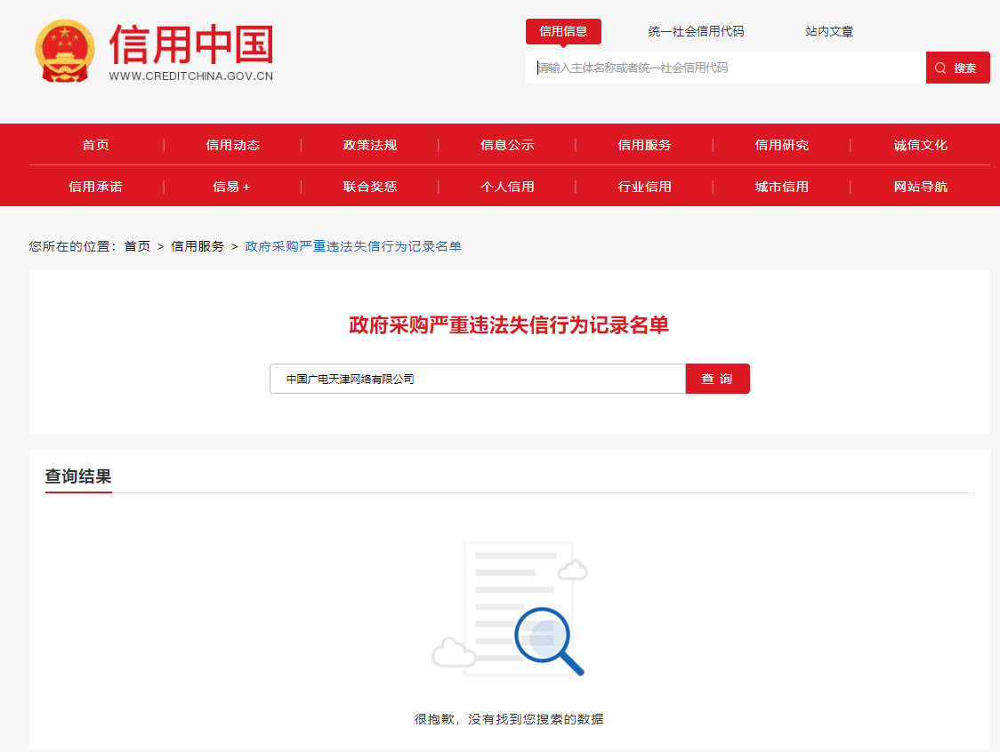 信用中国
WWW.CREDITCHINA.GOV.CN
信用信息 统一社会信用代码 站内文章
请输入主体名称或者统一社会信用代码 搜索
首页 | 信用动态 | 政策法规 | 信息公示 | 信用服务 | 信用研究 | 诚信文化
信用承诺 | 信易+ | 联合奖惩 | 个人信用 | 行业信用 | 城市信用 | 网站导航
您所在的位置：首页 > 信用服务 > 政府采购严重违法失信行为记录名单
政府采购严重违法失信行为记录名单
中国广电天津网络有限公司 查 询
查询结果
很抱歉，没有找到您搜索的数据